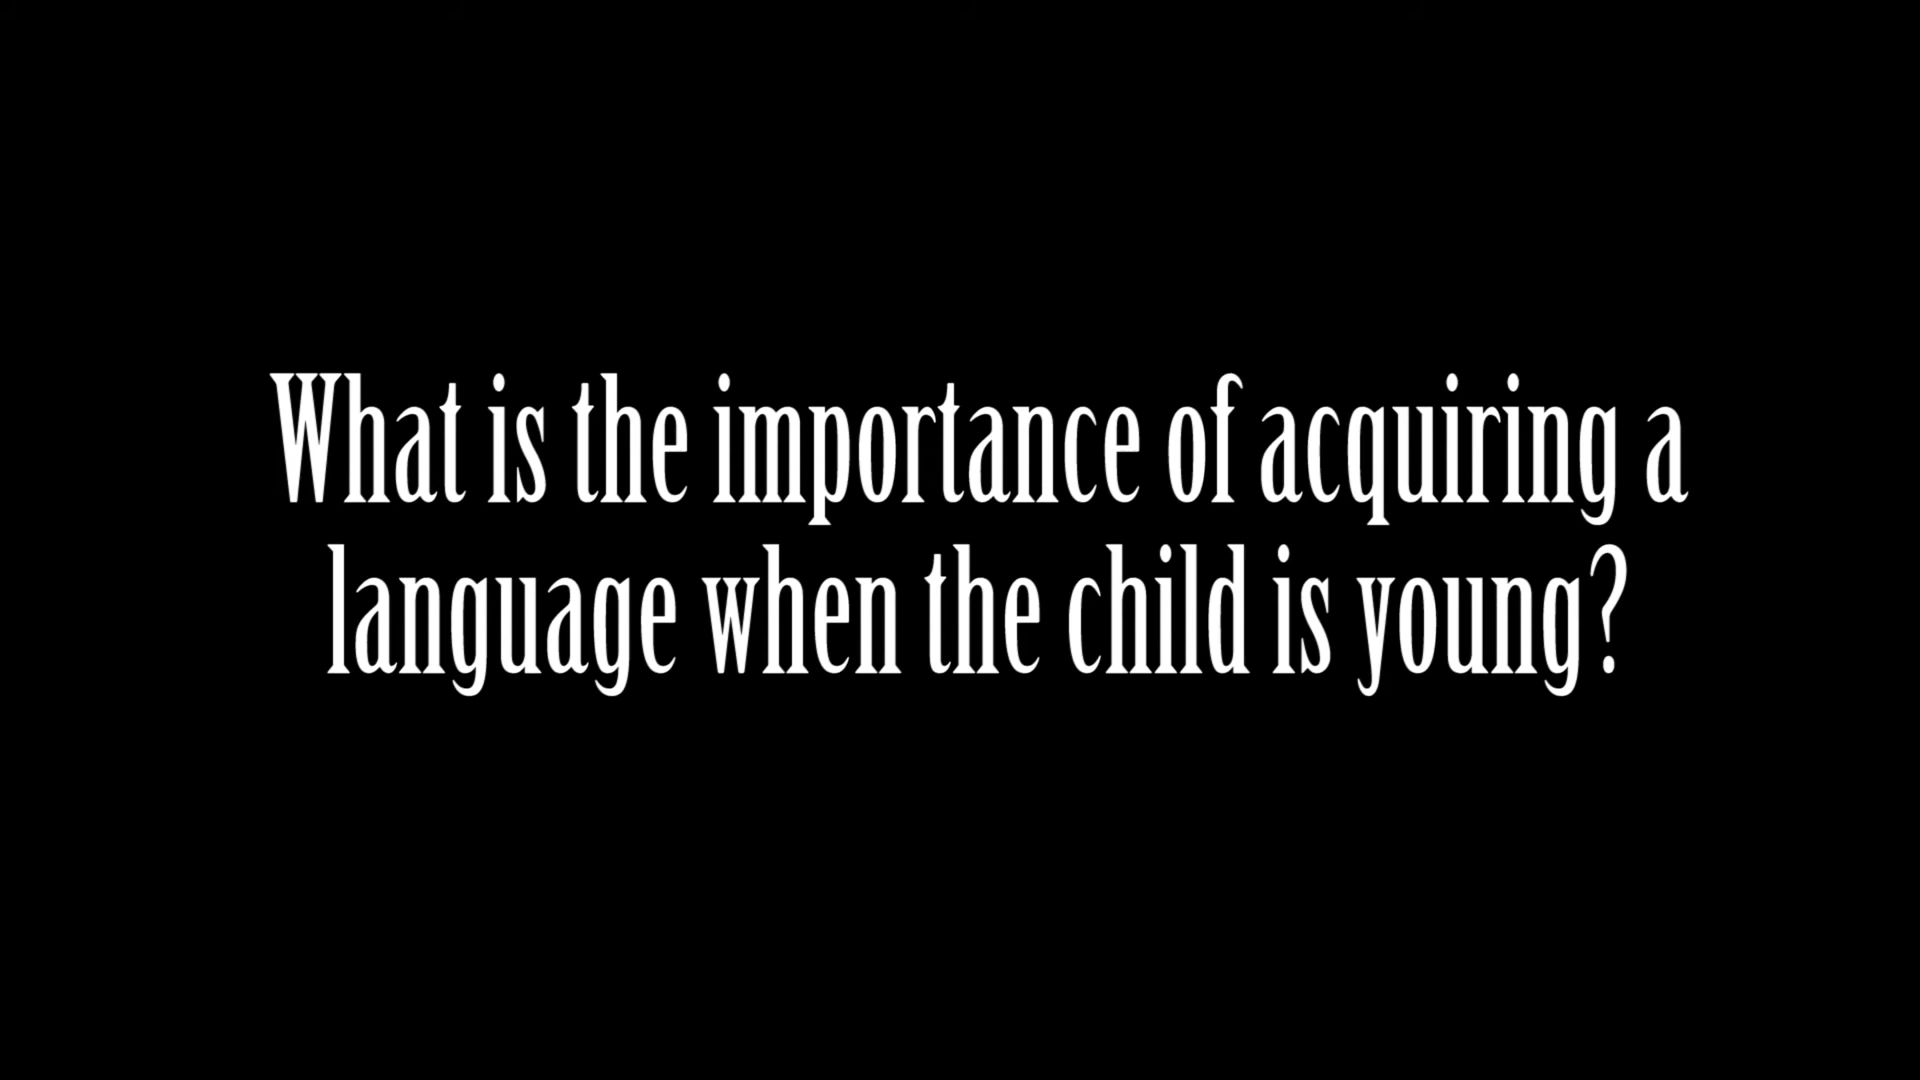 What is the importance of acquiring a
language when the child is young?